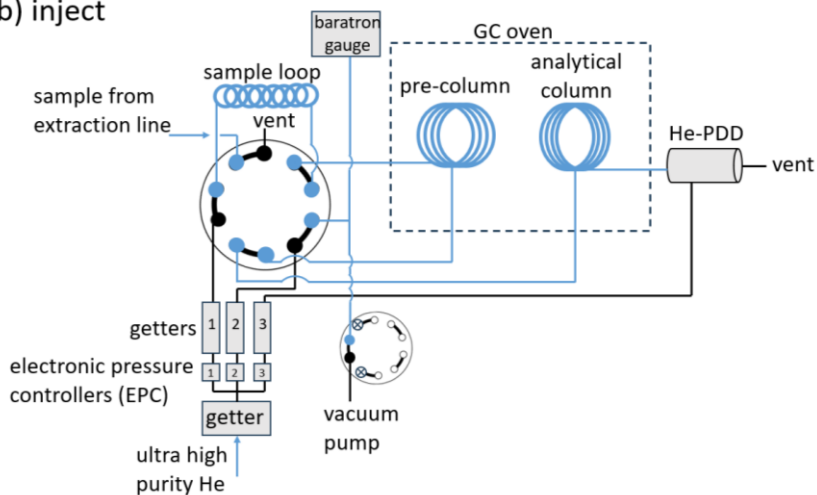 b) inject
baratron
gauge
GC oven
sample loop
analytical
column
pre-column
sample from
extraction line
vent
He-PDD
vent
getters
1 2 3
electronic pressure
controllers (EPC)
1 2 3
getter
vacuum
pump
ultra high
purity He